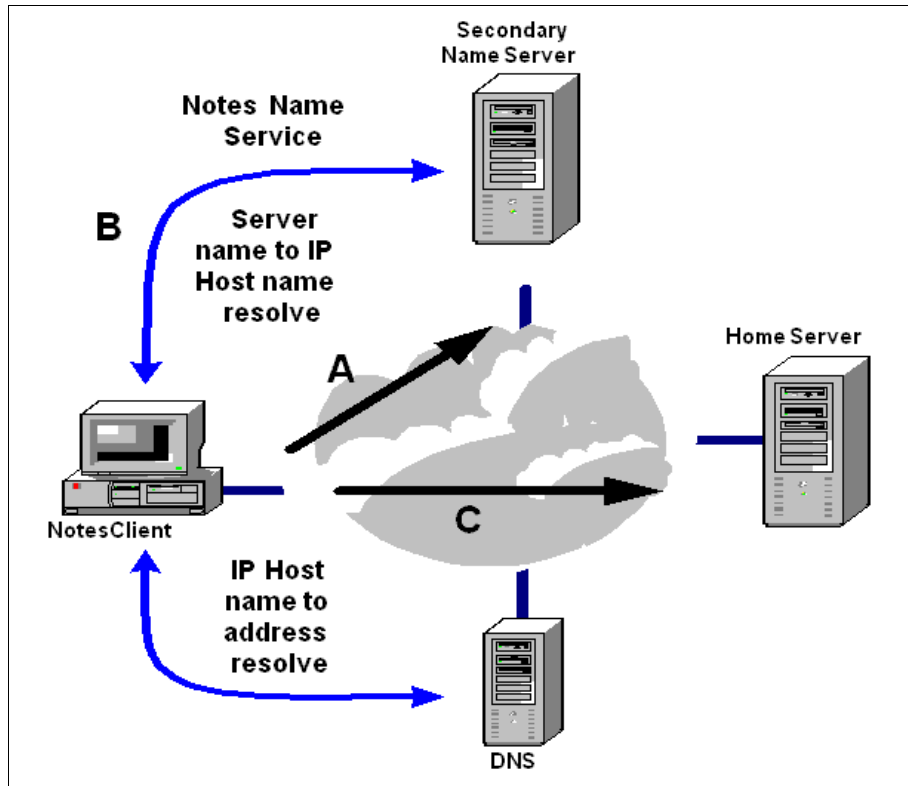 Secondary
Name Server
Notes Name
Service
B
Server
name to IP
Host name
resolve
A
Home Server
NotesClient
C
IP Host
name to
address
resolve
DNS